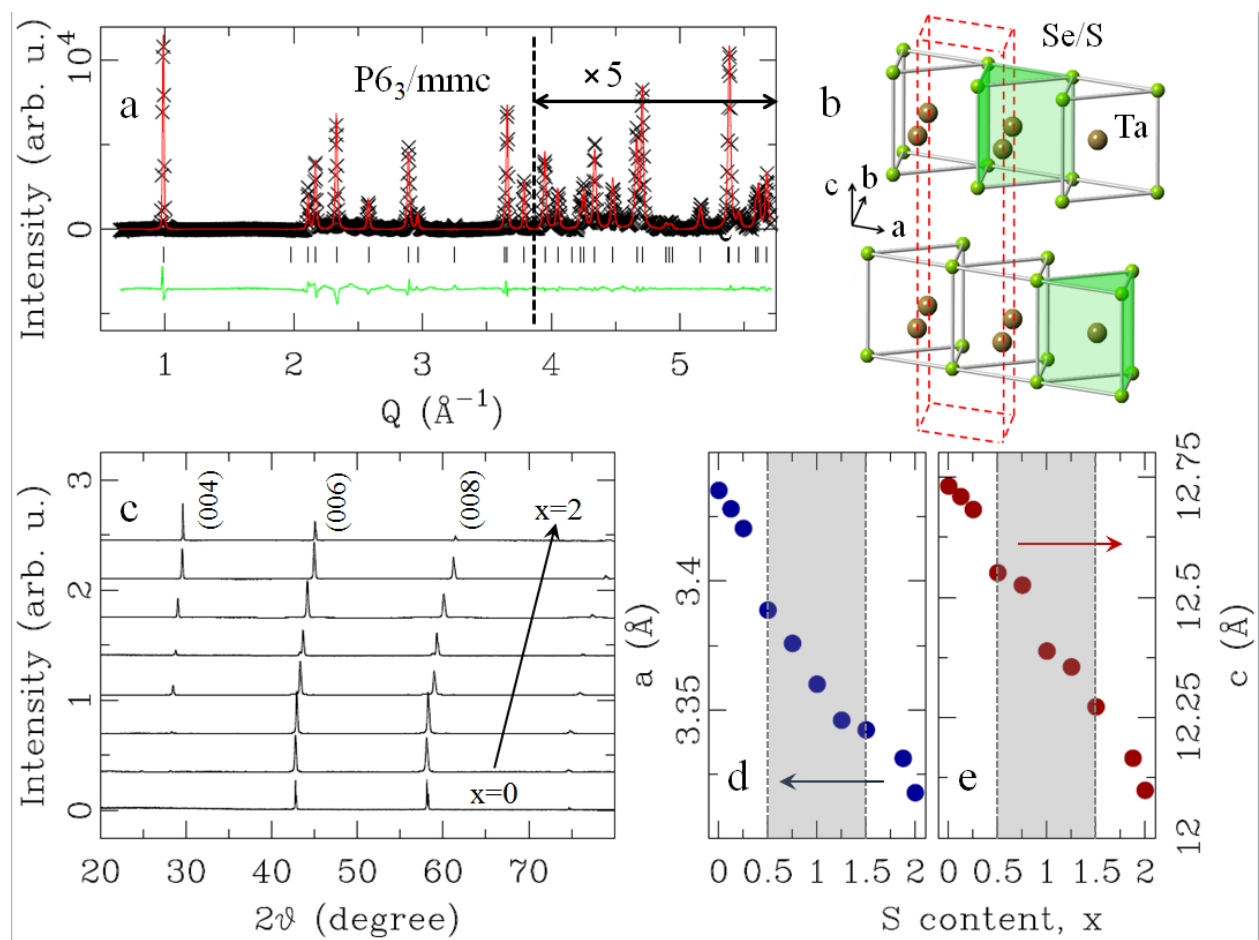 Intensity (arb. u.)
10⁴
0
a
P6₃/mmc
×5
1
2
3
4
5
Q (Å⁻¹)
b
Se/S
Ta
c
b
a
Intensity (arb. u.)
3
2
1
0
c
(004)
(006)
(008)
x=2
x=0
20
30
40
50
60
70
2ϑ (degree)
a (Å)
3.4
3.35
d
0
0.5
1
1.5
2
e
0
0.5
1
1.5
2
12.75
12.5
12.25
12
c (Å)
S content, x